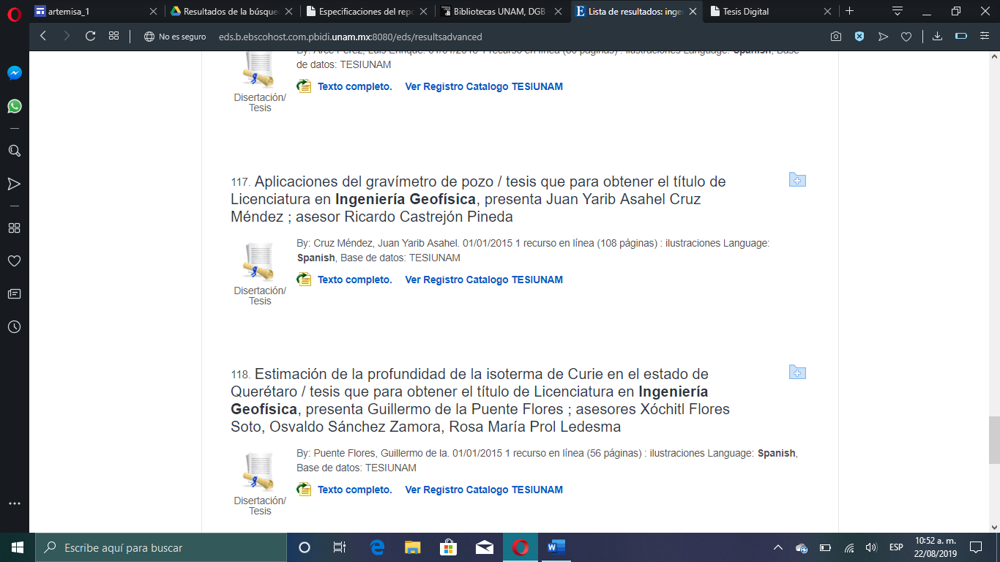 artemisa_1
Resultados de la búsque
Especificaciones del repo
Bibliotecas UNAM, DGB
Lista de resultados: inge
Tesis Digital
No es seguro
eds.b.ebscohost.com.pbidi.unam.mx:8080/eds/resultsadvanced
By: Arce Pérez, Luis Enrique. 01/01/2015 1 recurso en línea (66 páginas) : ilustraciones Language: Spanish, Base
de datos: TESIUNAM
Texto completo. Ver Registro Catalogo TESIUNAM
Disertación/
Tesis
117. Aplicaciones del gravímetro de pozo / tesis que para obtener el título de
Licenciatura en Ingeniería Geofísica, presenta Juan Yarib Asahel Cruz
Méndez ; asesor Ricardo Castrejón Pineda
By: Cruz Méndez, Juan Yarib Asahel. 01/01/2015 1 recurso en línea (108 páginas) : ilustraciones Language:
Spanish, Base de datos: TESIUNAM
Texto completo. Ver Registro Catalogo TESIUNAM
Disertación/
Tesis
118. Estimación de la profundidad de la isoterma de Curie en el estado de
Querétaro / tesis que para obtener el título de Licenciatura en Ingeniería
Geofísica, presenta Guillermo de la Puente Flores ; asesores Xóchitl Flores
Soto, Osvaldo Sánchez Zamora, Rosa María Prol Ledesma
By: Puente Flores, Guillermo de la. 01/01/2015 1 recurso en línea (56 páginas) : ilustraciones Language: Spanish,
Base de datos: TESIUNAM
Texto completo. Ver Registro Catalogo TESIUNAM
Disertación/
Tesis
Escribe aquí para buscar
ESP
10:52 a. m.
22/08/2019